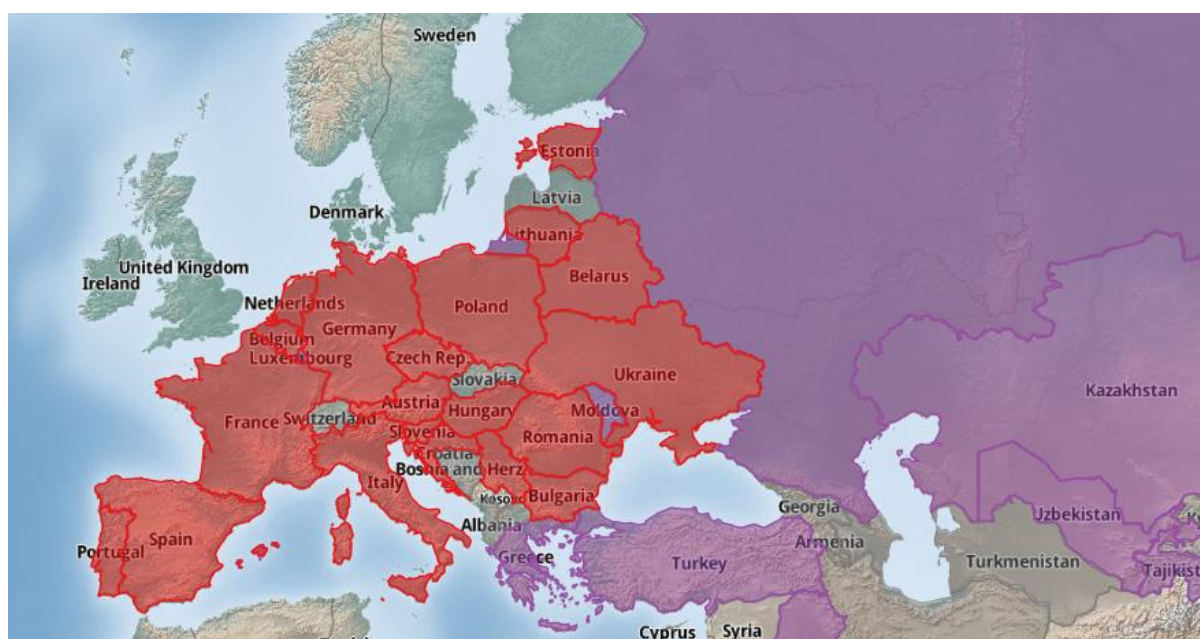 Sweden
Estonia
Latvia
Denmark
ithuania
United Kingdom
Ireland
Belarus
Netherlands
Poland
Germany
Belgium
Luxembourg
Czech Rep
Slovakia
Ukraine
Kazakhstan
Austria
Hungary
Moldova
France
Switzerland
Slovenia
Romania
Croatia
Bosnia and
Herz
Italy
Kosovo
Bulgaria
Georgia
Uzbekistan
Albania
Armenia
Portugal
Spain
Greece
Turkey
Turkmenistan
Tajikist
Cyprus
Syria